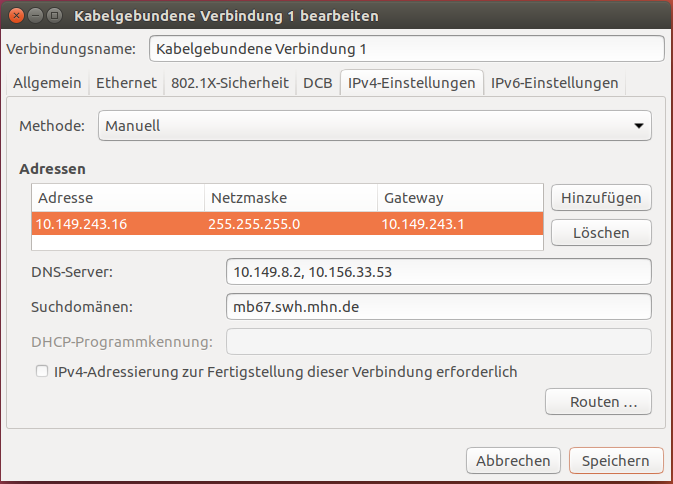 Kabelgebundene Verbindung 1 bearbeiten
Verbindungsname: Kabelgebundene Verbindung 1
Allgemein Ethernet 802.1X-Sicherheit DCB IPv4-Einstellungen IPv6-Einstellungen
Methode: Manuell
Adressen
Adresse Netzmaske Gateway Hinzufügen
10.149.243.16 255.255.255.0 10.149.243.1
Löschen
DNS-Server: 10.149.8.2, 10.156.33.53
Suchdomänen: mb67.swh.mhn.de
DHCP-Programmkennung:
IPv4-Adressierung zur Fertigstellung dieser Verbindung erforderlich
Routen ...
Abbrechen Speichern